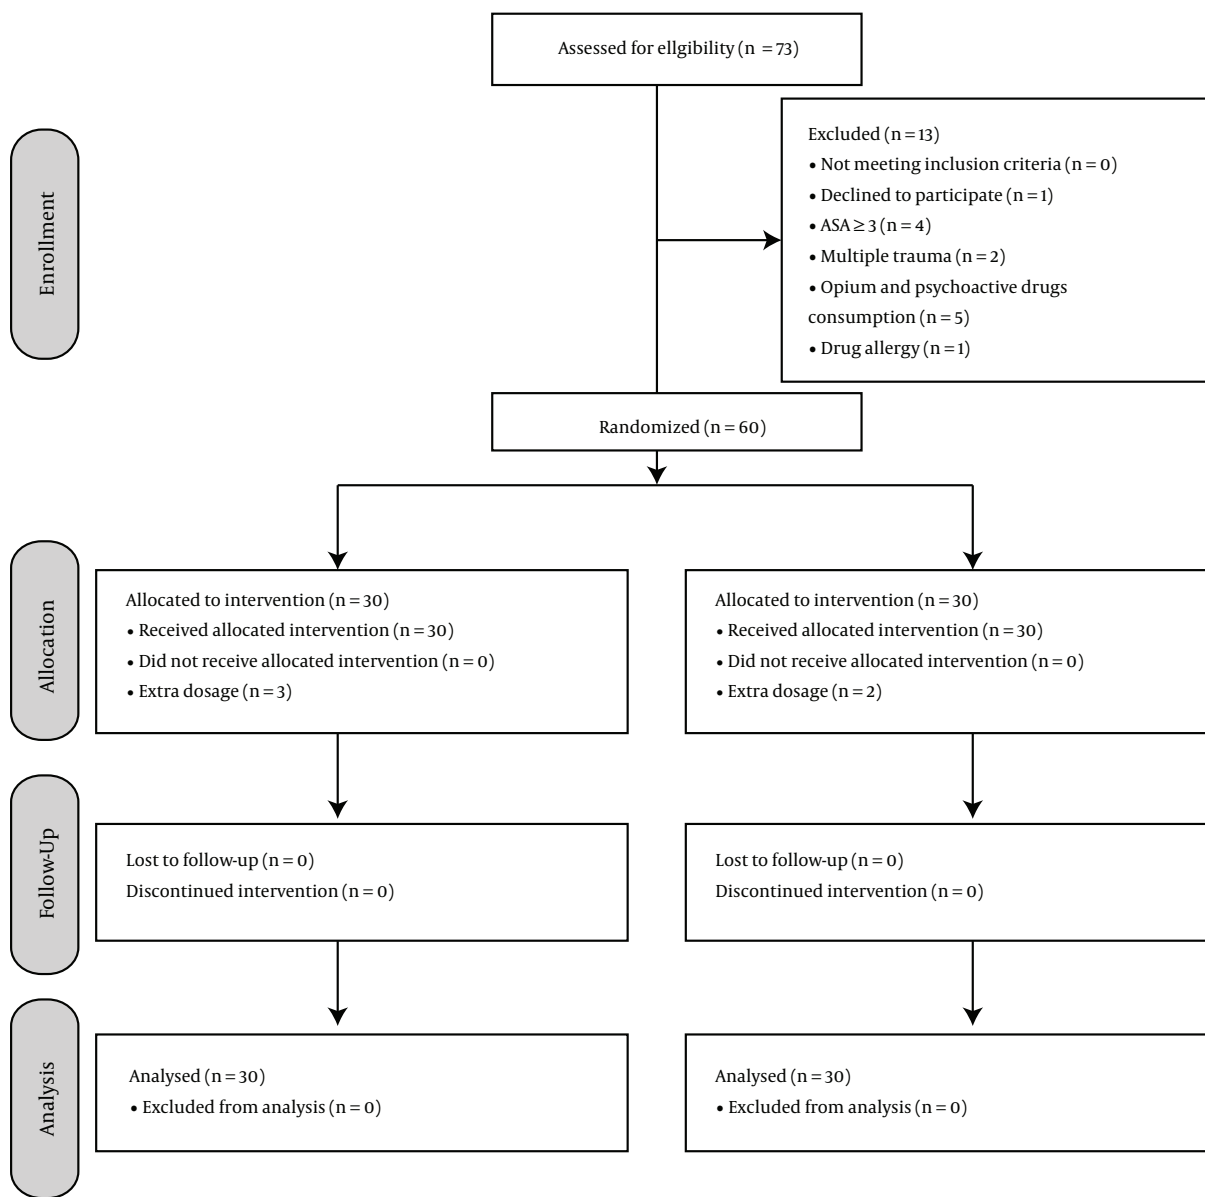 Assessed for ellgibility (n = 73)
Enrollment
Excluded (n = 13)
• Not meeting inclusion criteria (n = 0)
• Declined to participate (n = 1)
• ASA ≥ 3 (n = 4)
• Multiple trauma (n = 2)
• Opium and psychoactive drugs
consumption (n = 5)
• Drug allergy (n = 1)
Randomized (n = 60)
Allocation
Allocated to intervention (n = 30)
• Received allocated intervention (n = 30)
• Did not receive allocated intervention (n = 0)
• Extra dosage (n = 3)
Allocated to intervention (n = 30)
• Received allocated intervention (n = 30)
• Did not receive allocated intervention (n = 0)
• Extra dosage (n = 2)
Follow-Up
Lost to follow-up (n = 0)
Discontinued intervention (n = 0)
Lost to follow-up (n = 0)
Discontinued intervention (n = 0)
Analysis
Analysed (n = 30)
• Excluded from analysis (n = 0)
Analysed (n = 30)
• Excluded from analysis (n = 0)